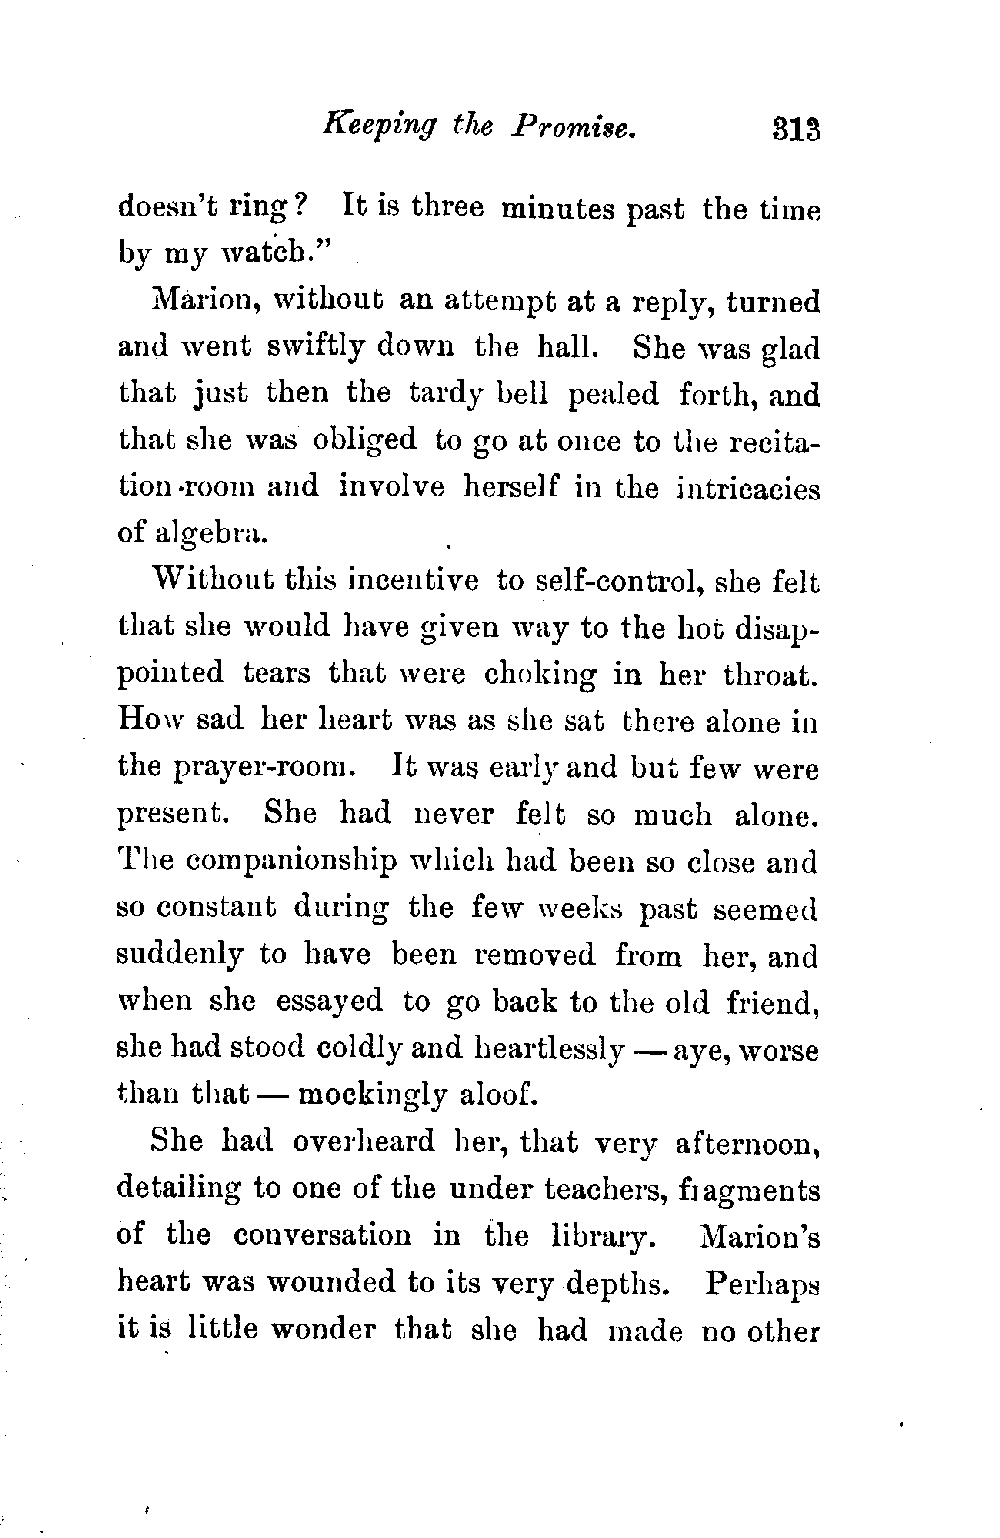 Keeping the Promise. 313
doesn't ring? It is three minutes past the time
by my watch."
Marion, without an attempt at a reply, turned
and went swiftly down the hall. She was glad
that just then the tardy bell pealed forth, and
that she was obliged to go at once to the recita-
tion-room and involve herself in the intricacies
of algebra.
Without this incentive to self-control, she felt
that she would have given way to the hot disap-
pointed tears that were choking in her throat.
How sad her heart was as she sat there alone in
the prayer-room. It was early and but few were
present. She had never felt so much alone.
The companionship which had been so close and
so constant during the few weeks past seemed
suddenly to have been removed from her, and
when she essayed to go back to the old friend,
she had stood coldly and heartlessly — aye, worse
than that — mockingly aloof.
She had overheard her, that very afternoon,
detailing to one of the under teachers, fragments
of the conversation in the library. Marion's
heart was wounded to its very depths. Perhaps
it is little wonder that she had made no other